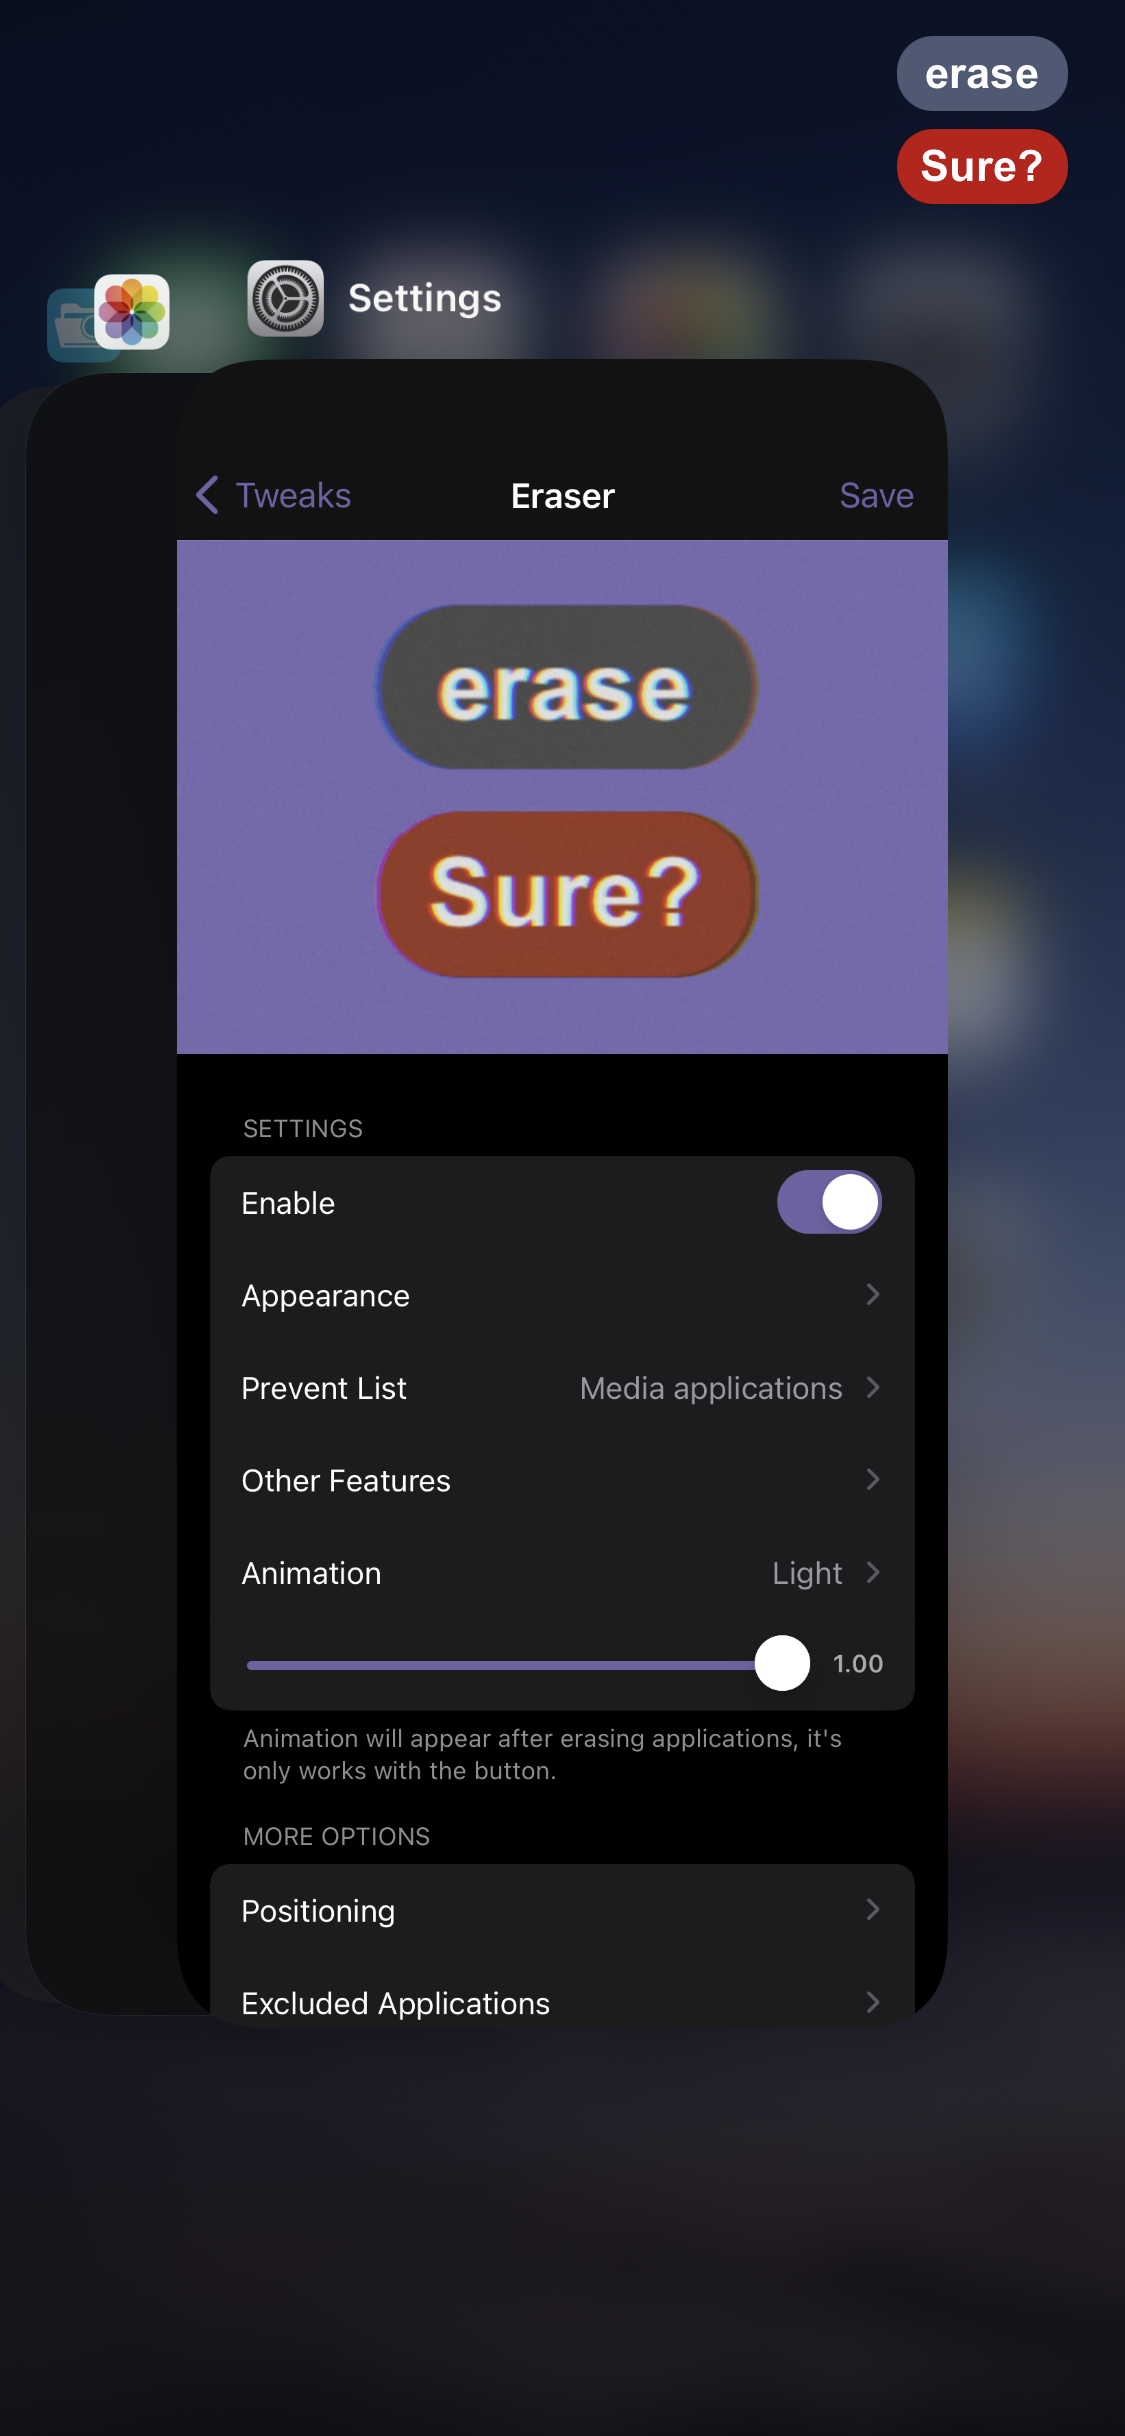 erase
Sure?
Settings
Tweaks
Eraser
Save
erase
Sure?
SETTINGS
Enable
Appearance
Prevent List Media applications
Other Features
Animation Light
1.00
Animation will appear after erasing applications, it's
only works with the button.
MORE OPTIONS
Positioning
Excluded Applications